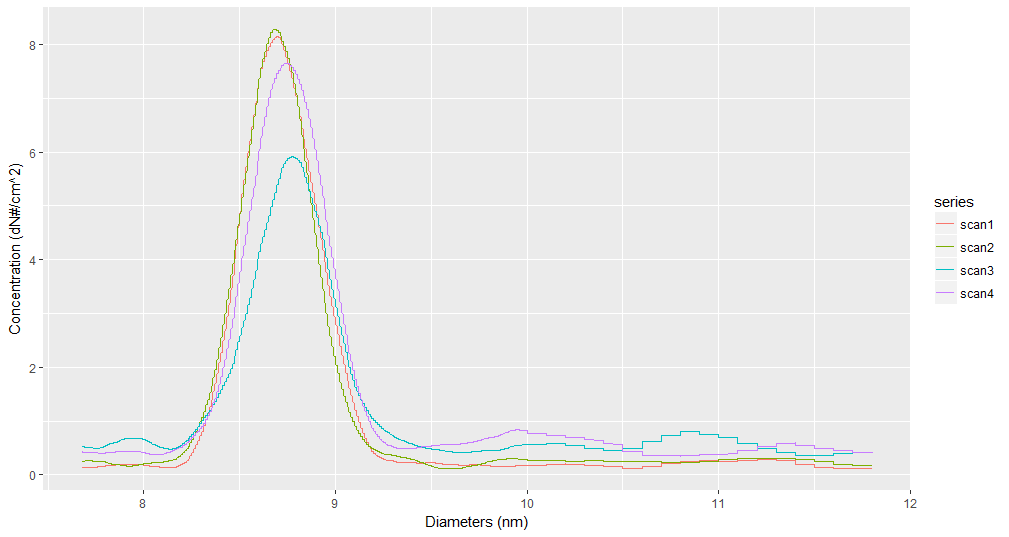 Concentration (dN#/cm^2)
8
6
4
2
0
8
9
10
11
12
Diameters (nm)
series
scan1
scan2
scan3
scan4